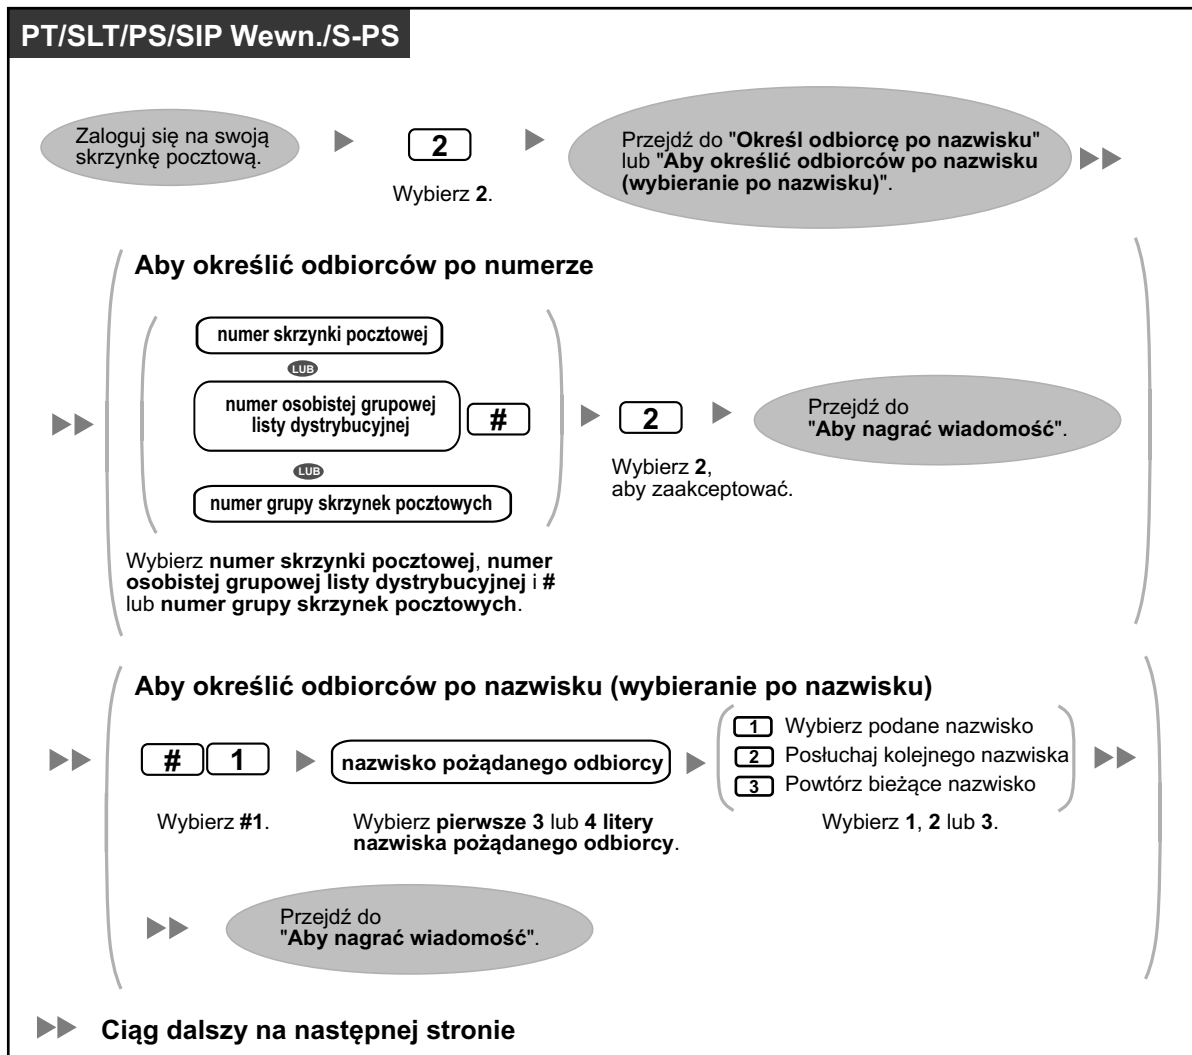 PT/SLT/PS/SIP Wewn./S-PS
Zaloguj się na swoją
skrzynkę pocztową.
2
Wybierz 2.
Przejdź do "Określ odbiorcę po nazwisku"
lub "Aby określić odbiorców po nazwisku
(wybieranie po nazwisku)".
Aby określić odbiorców po numerze
numer skrzynki pocztowej
LUB
numer osobistej grupowej
listy dystrybucyjnej
#
LUB
numer grupy skrzynek pocztowych
Wybierz numer skrzynki pocztowej, numer
osobistej grupowej listy dystrybucyjnej i #
lub numer grupy skrzynek pocztowych.
2
Wybierz 2,
aby zaakceptować.
Przejdź do
"Aby nagrać wiadomość".
Aby określić odbiorców po nazwisku (wybieranie po nazwisku)
# 1
Wybierz #1.
nazwisko pożądanego odbiorcy
Wybierz pierwsze 3 lub 4 litery
nazwiska pożądanego odbiorcy.
1 Wybierz podane nazwisko
2 Posłuchaj kolejnego nazwiska
3 Powtórz bieżące nazwisko
Wybierz 1, 2 lub 3.
Przejdź do
"Aby nagrać wiadomość".
Ciąg dalszy na następnej stronie